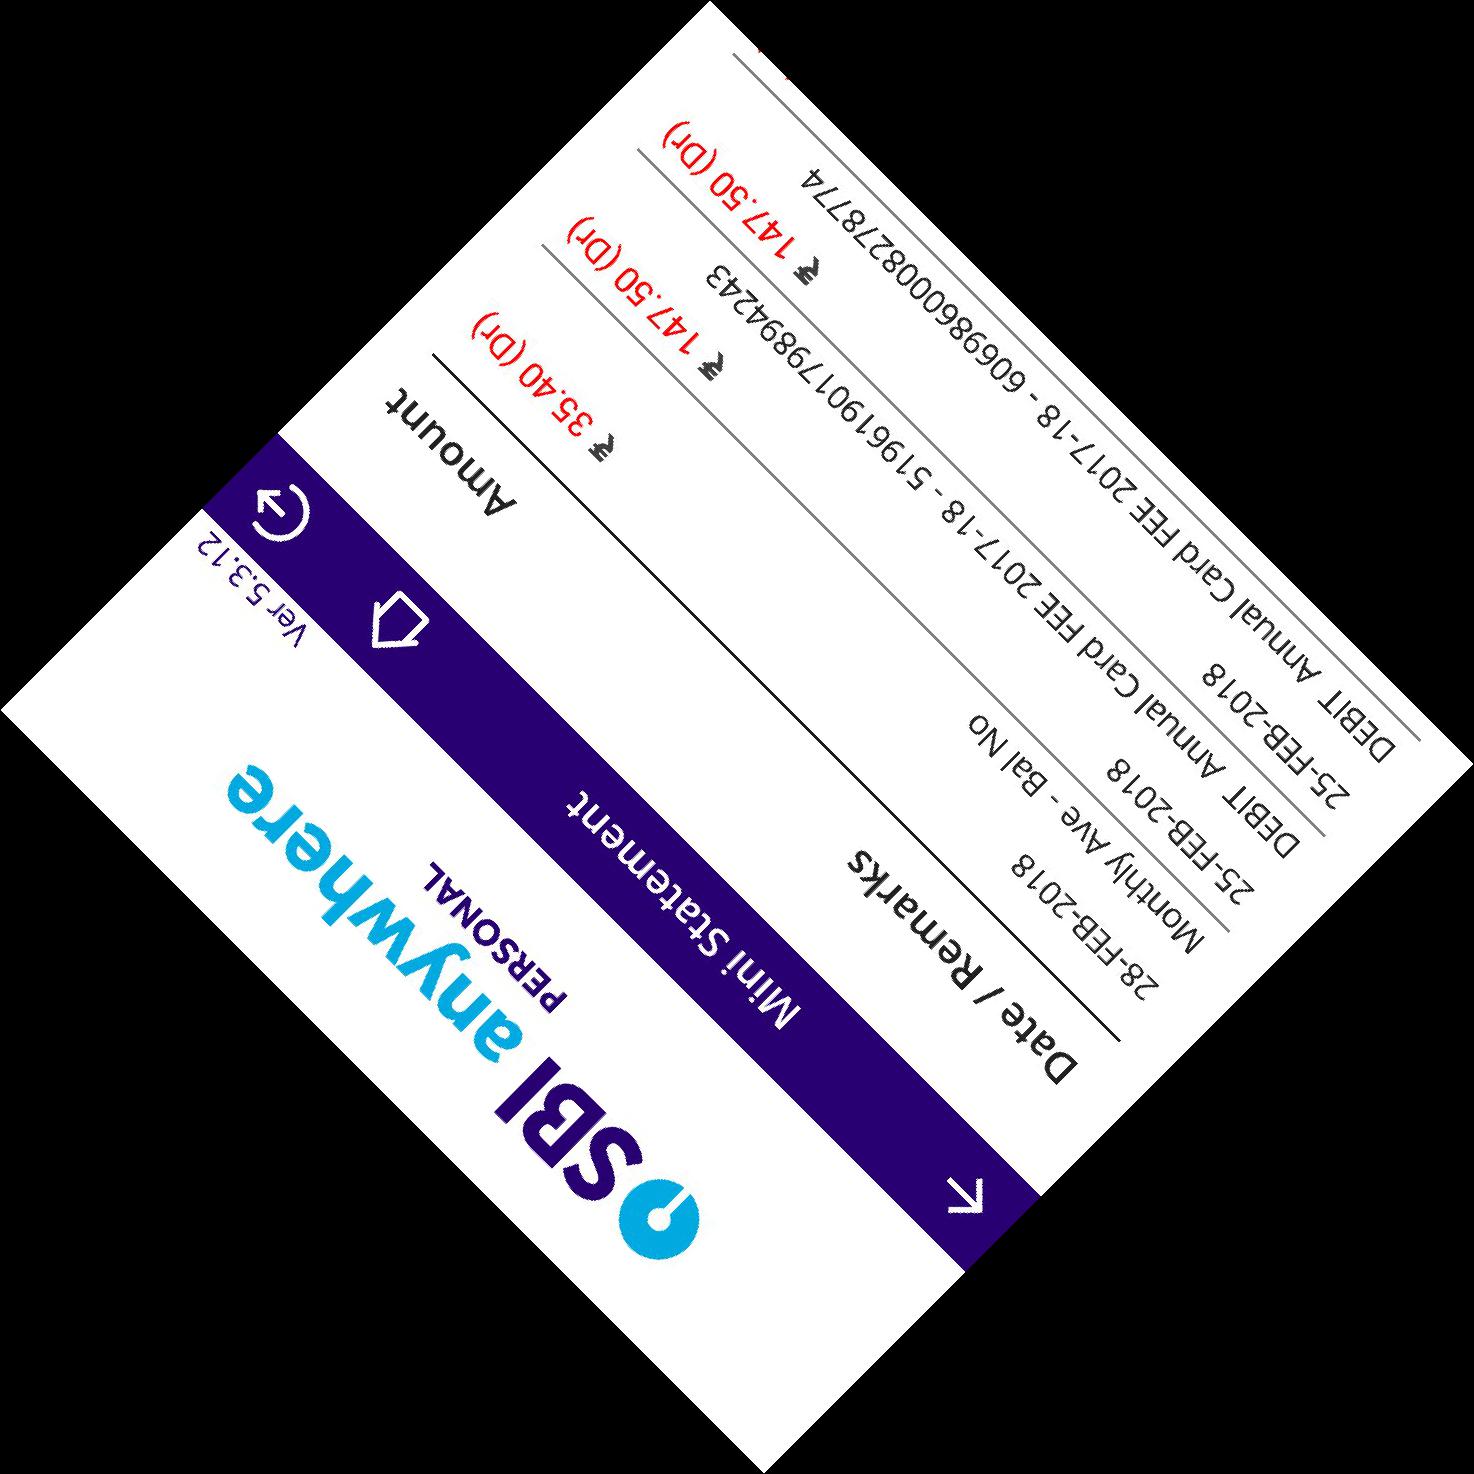 SBI anywhere
PERSONAL
Ver 5.3.12
Mini Statement
Date / Remarks Amount
28-FEB-2018 ₹ 35.40 (Dr)
Monthly Ave - Bal No
25-FEB-2018 ₹ 147.50 (Dr)
DEBIT Annual Card FEE 2017-18 - 5196190179894243
25-FEB-2018 ₹ 147.50 (Dr)
DEBIT Annual Card FEE 2017-18 - 6069860008278774